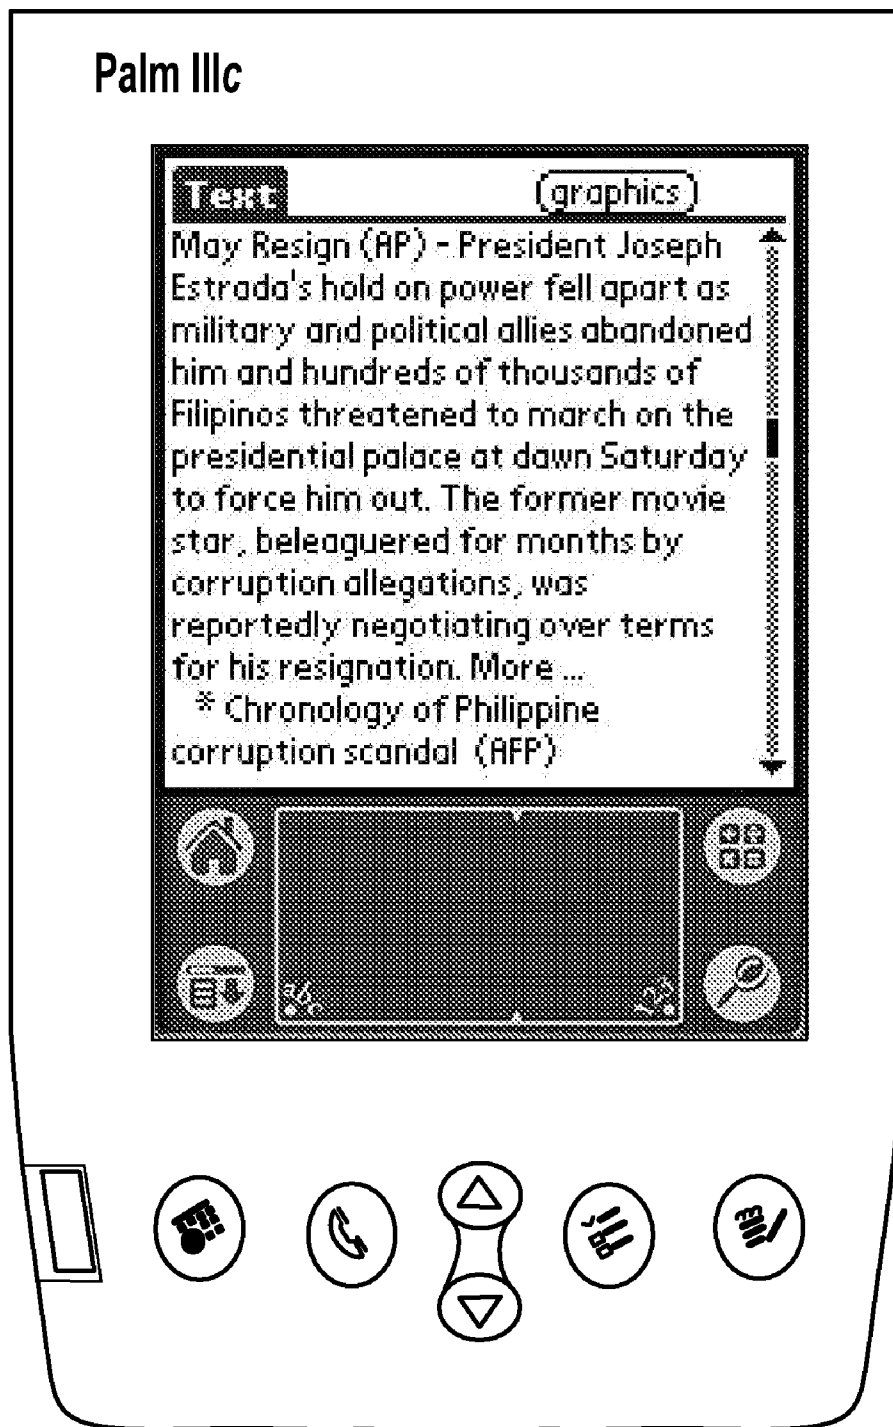 Palm IIIc
Text
(graphics)
May Resign (AP) - President Joseph
Estrada's hold on power fell apart as
military and political allies abandoned
him and hundreds of thousands of
Filipinos threatened to march on the
presidential palace at dawn Saturday
to force him out. The former movie
star, beleaguered for months by
corruption allegations, was
reportedly negotiating over terms
for his resignation. More ...
* Chronology of Philippine
corruption scandal (AFP)
abc
123